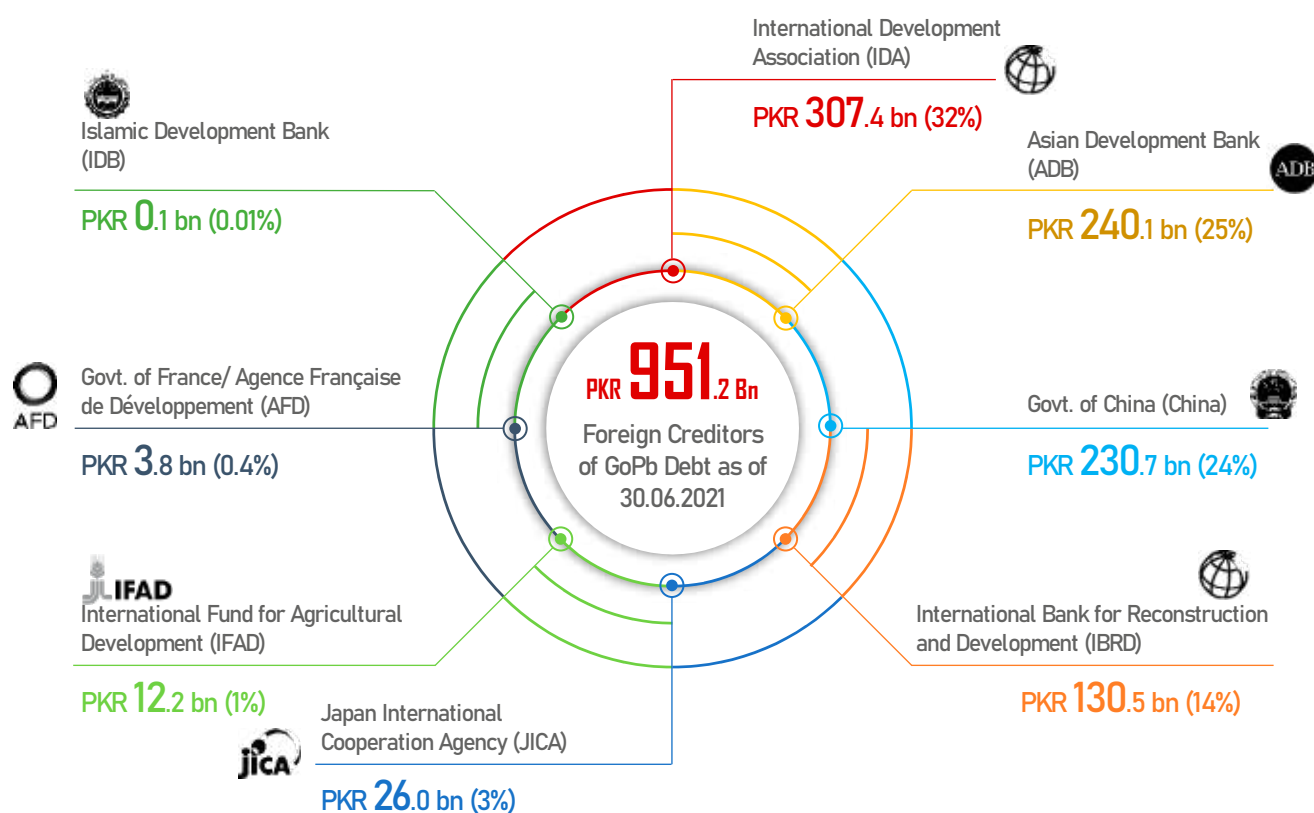 International Development
Association (IDA)
PKR 307.4 bn (32%)
Asian Development Bank
(ADB)
ADB
PKR 240.1 bn (25%)
Govt. of China (China)
PKR 230.7 bn (24%)
International Bank for Reconstruction
and Development (IBRD)
PKR 130.5 bn (14%)
Japan International
Cooperation Agency (JICA)
jICA
PKR 26.0 bn (3%)
IFAD
International Fund for Agricultural
Development (IFAD)
PKR 12.2 bn (1%)
Govt. of France/ Agence Française
de Développement (AFD)
AFD
PKR 3.8 bn (0.4%)
Islamic Development Bank
(IDB)
PKR 0.1 bn (0.01%)
PKR 951.2 Bn
Foreign Creditors
of GoPb Debt as of
30.06.2021